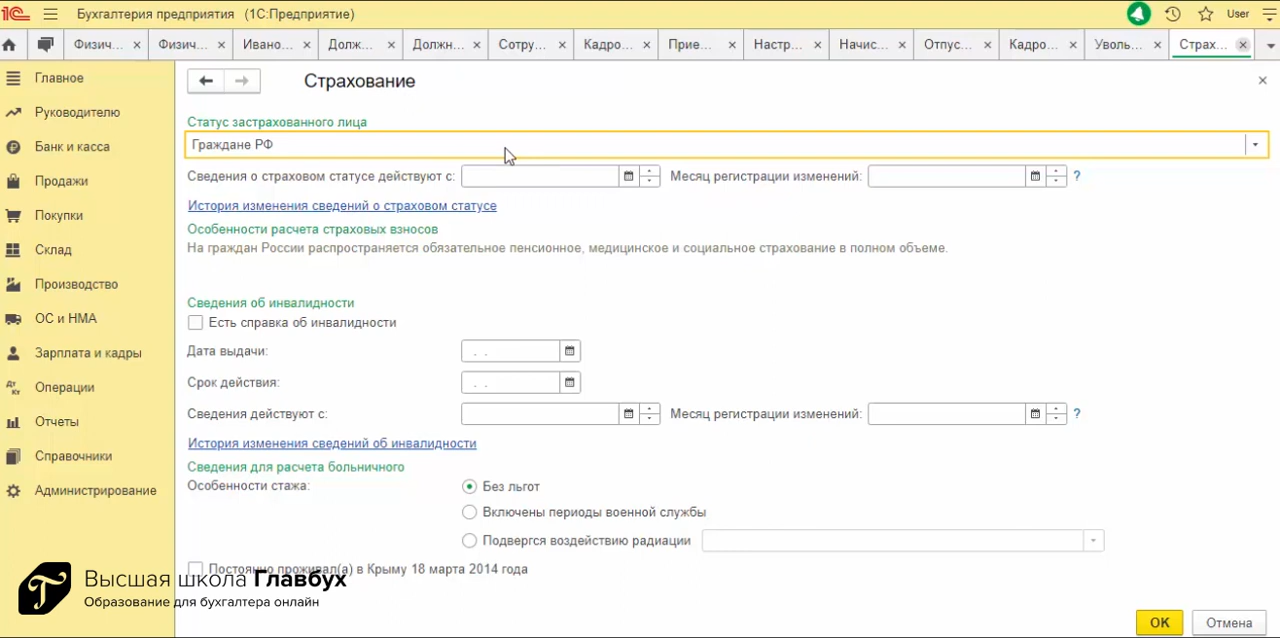 1С Бухгалтерия предприятия (1С:Предприятие) User
Физич... Физич... Ивано... Долж... Должн... Сотру... Кадро... Прие... Настр... Начис... Отпус... Кадро... Уволь... Страх...
Главное
Руководителю
Банк и касса
Продажи
Покупки
Склад
Производство
ОС и НМА
Зарплата и кадры
Операции
Отчеты
Справочники
Администрирование
Страхование
Статус застрахованного лица
Граждане РФ
Сведения о страховом статусе действуют с: Месяц регистрации изменений: ?
История изменения сведений о страховом статусе
Особенности расчета страховых взносов
На граждан России распространяется обязательное пенсионное, медицинское и социальное страхование в полном объеме.
Сведения об инвалидности
Есть справка об инвалидности
Дата выдачи: . .
Срок действия: . .
Сведения действуют с: Месяц регистрации изменений: ?
История изменения сведений об инвалидности
Сведения для расчета больничного
Особенности стажа: Без льгот
Включены периоды военной службы
Подвергся воздействию радиации
Постоянно проживал(а) в Крыму 18 марта 2014 года
Высшая школа Главбух
Образование для бухгалтера онлайн
ОК Отмена